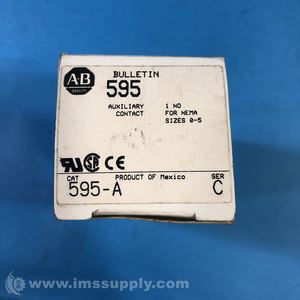 AB
QUALITY
BULLETIN
595
AUXILIARY CONTACT
1 NO FOR NEMA SIZES 0-5
CAT
595-A
PRODUCT OF Mexico
SER
C
© www.imssupply.com